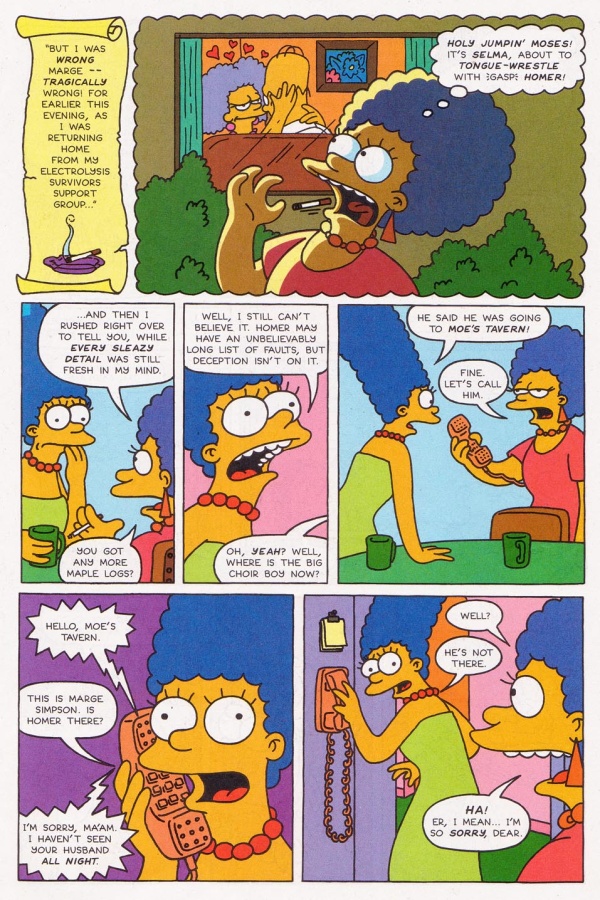 "BUT I WAS
WRONG
MARGE --
TRAGICALLY
WRONG! FOR
EARLIER THIS
EVENING, AS
I WAS
RETURNING
HOME
FROM MY
ELECTROLYSIS
SURVIVORS
SUPPORT
GROUP..."
HOLY JUMPIN' MOSES!
IT'S SELMA, ABOUT TO
TONGUE-WRESTLE
WITH ⸮GASP⸮ HOMER!
...AND THEN I
RUSHED RIGHT OVER
TO TELL YOU, WHILE
EVERY SLEAZY
DETAIL WAS STILL
FRESH IN MY MIND.
YOU GOT
ANY MORE
MAPLE LOGS?
WELL, I STILL CAN'T
BELIEVE IT. HOMER MAY
HAVE AN UNBELIEVABLY
LONG LIST OF FAULTS, BUT
DECEPTION ISN'T ON IT.
OH, YEAH? WELL,
WHERE IS THE BIG
CHOIR BOY NOW?
HE SAID HE WAS GOING
TO MOE'S TAVERN!
FINE.
LET'S CALL
HIM.
HELLO, MOE'S
TAVERN.
THIS IS MARGE
SIMPSON. IS
HOMER THERE?
I'M SORRY, MA'AM.
I HAVEN'T SEEN
YOUR HUSBAND
ALL NIGHT.
WELL?
HE'S NOT
THERE.
HA!
ER, I MEAN... I'M
SO SORRY, DEAR.